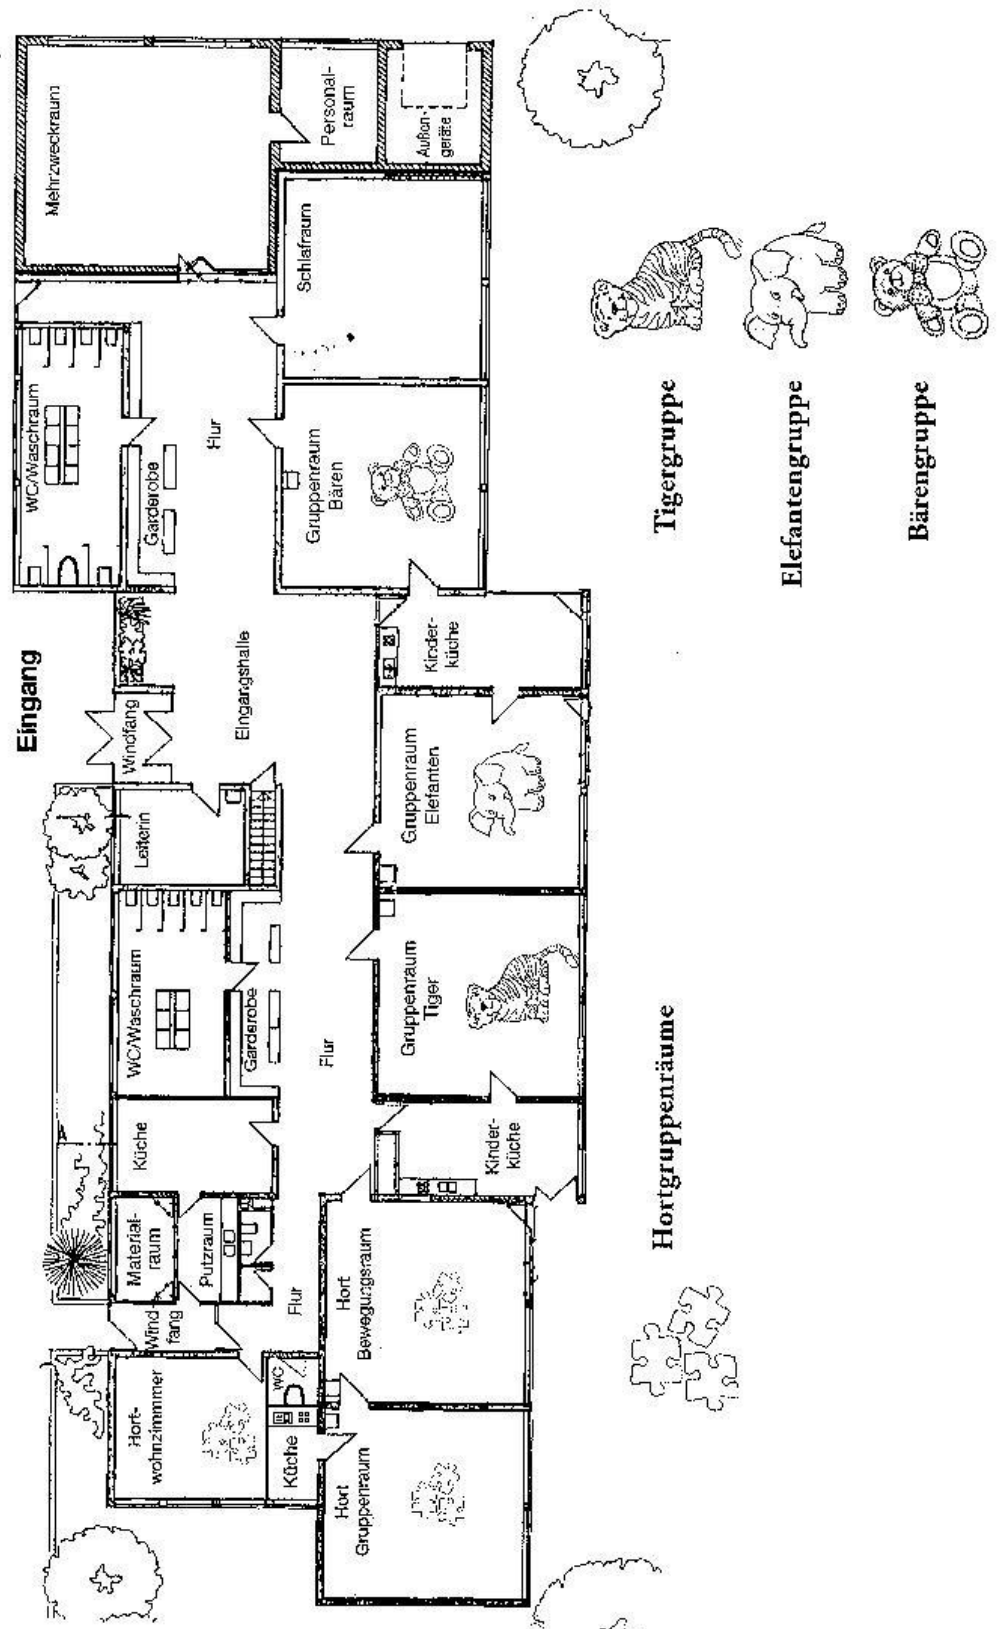 Eingang
Hort-
wohnzimmer
Küche
WC
Wind
fang
Material-
raum
Putzraum
Flur
Küche
WC/Waschraum
Garderobe
Flur
Leiterin
Windfang
Eingangshalle
WC/Waschraum
Garderobe
Flur
Mehrzweckraum
Personal-
raum
Außen-
geräte
Hort
Gruppenraum
Hort
Bewegungsraum
Kinder-
küche
Gruppenraum
Tiger
Gruppenraum
Elefanten
Kinder-
küche
Gruppenraum
Bären
Schlafraum
Hortgruppenräume
Tigergruppe
Elefantengruppe
Bärengruppe